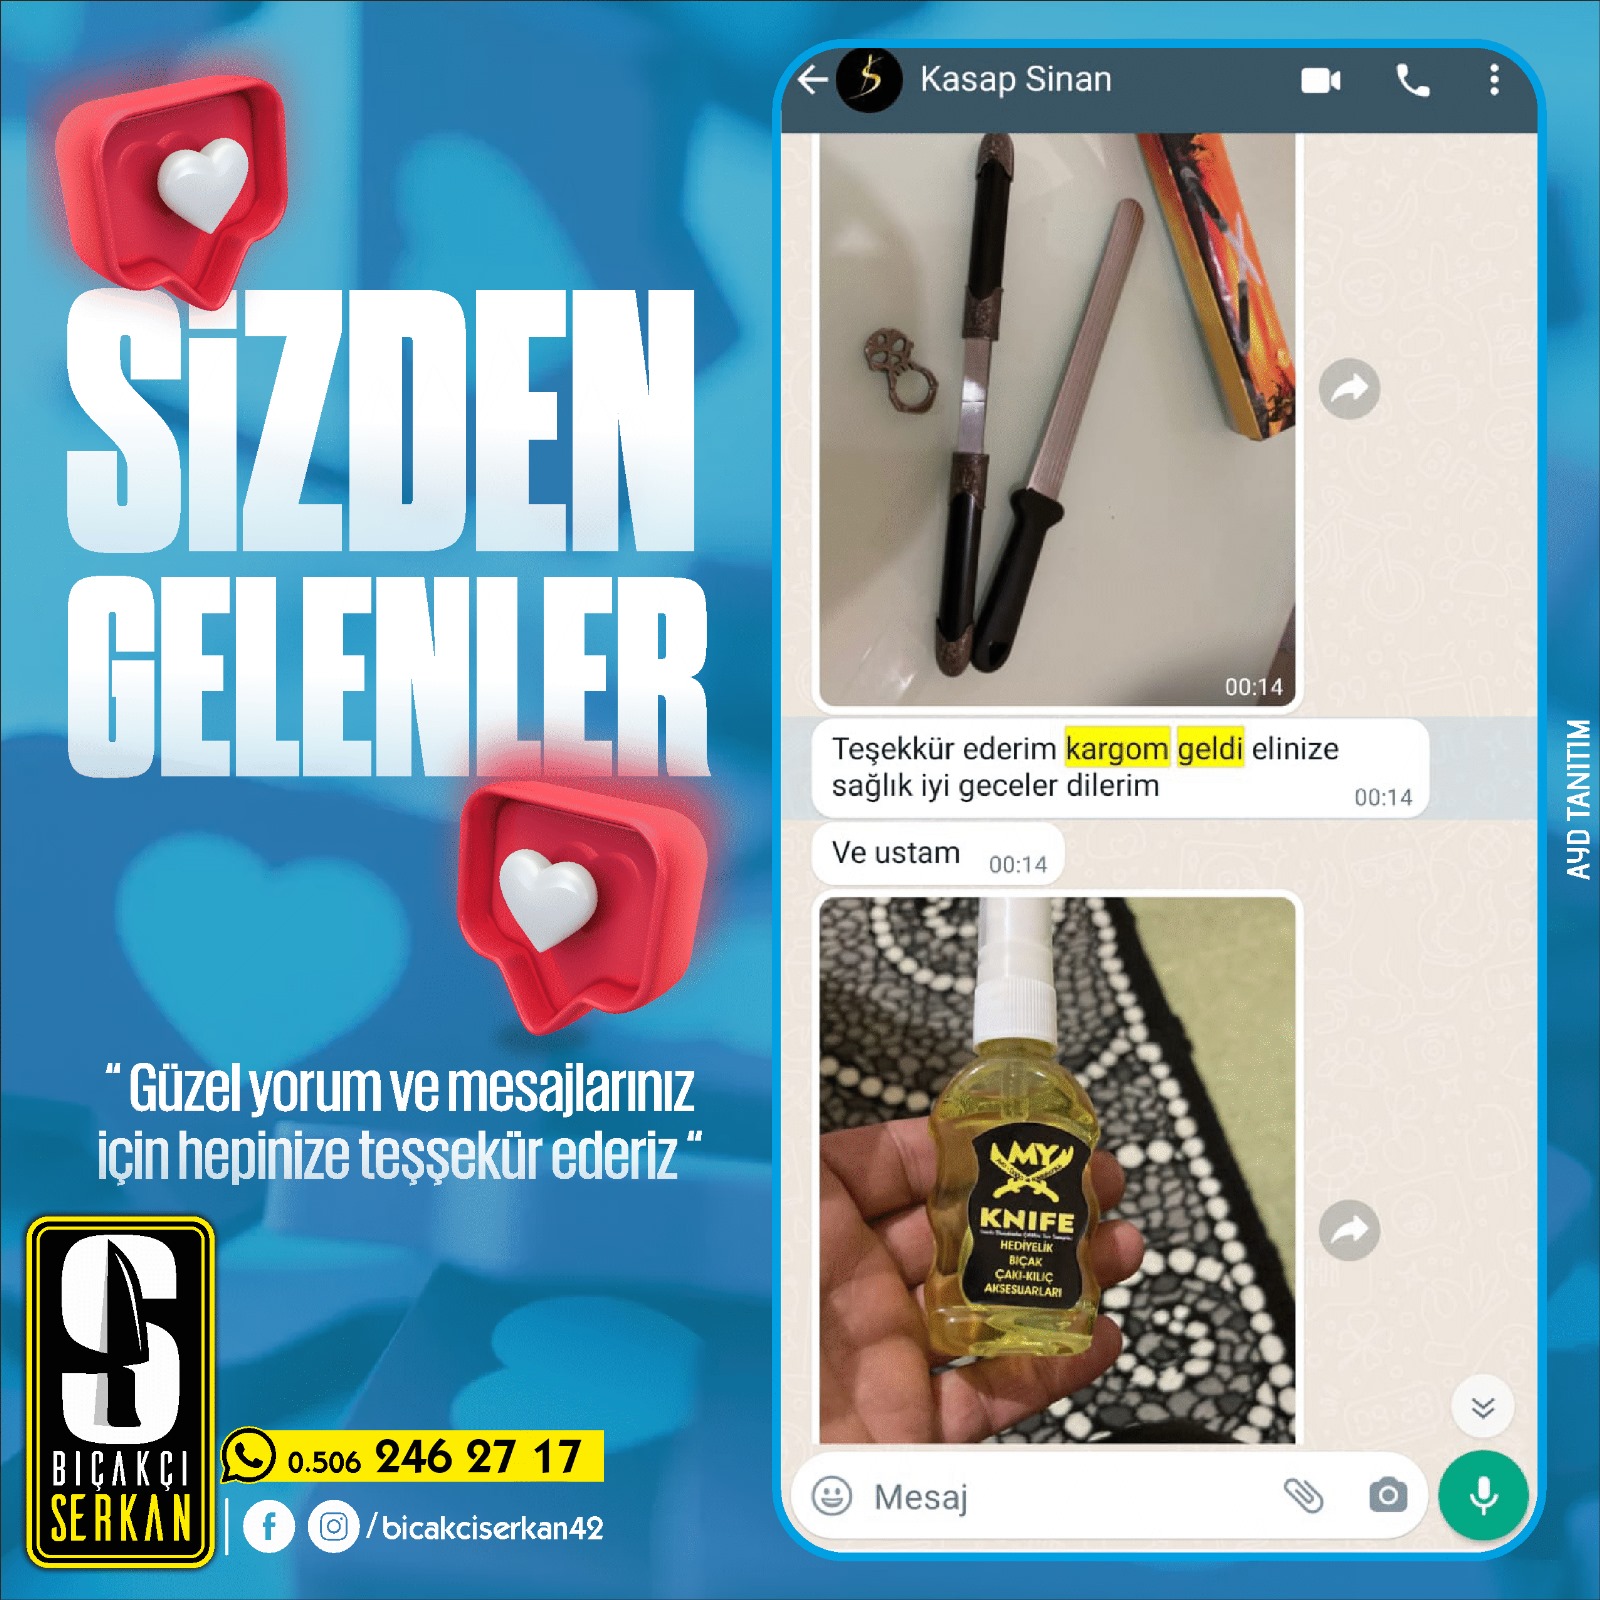 SİZDEN
GELENLER
“ Güzel yorum ve mesajlarınız
için hepinize teşşekür ederiz “
BIÇAKÇI
SERKAN
0.506 246 27 17
/bicakciserkan42
Kasap Sinan
00:14
Teşekkür ederim kargom geldi elinize
sağlık iyi geceler dilerim
00:14
Ve ustam
00:14
MY
KNIFE
HEDİYELİK
BIÇAK
ÇAKI-KILIÇ
AKSESUARLARI
Mesaj
AYD TANITIM